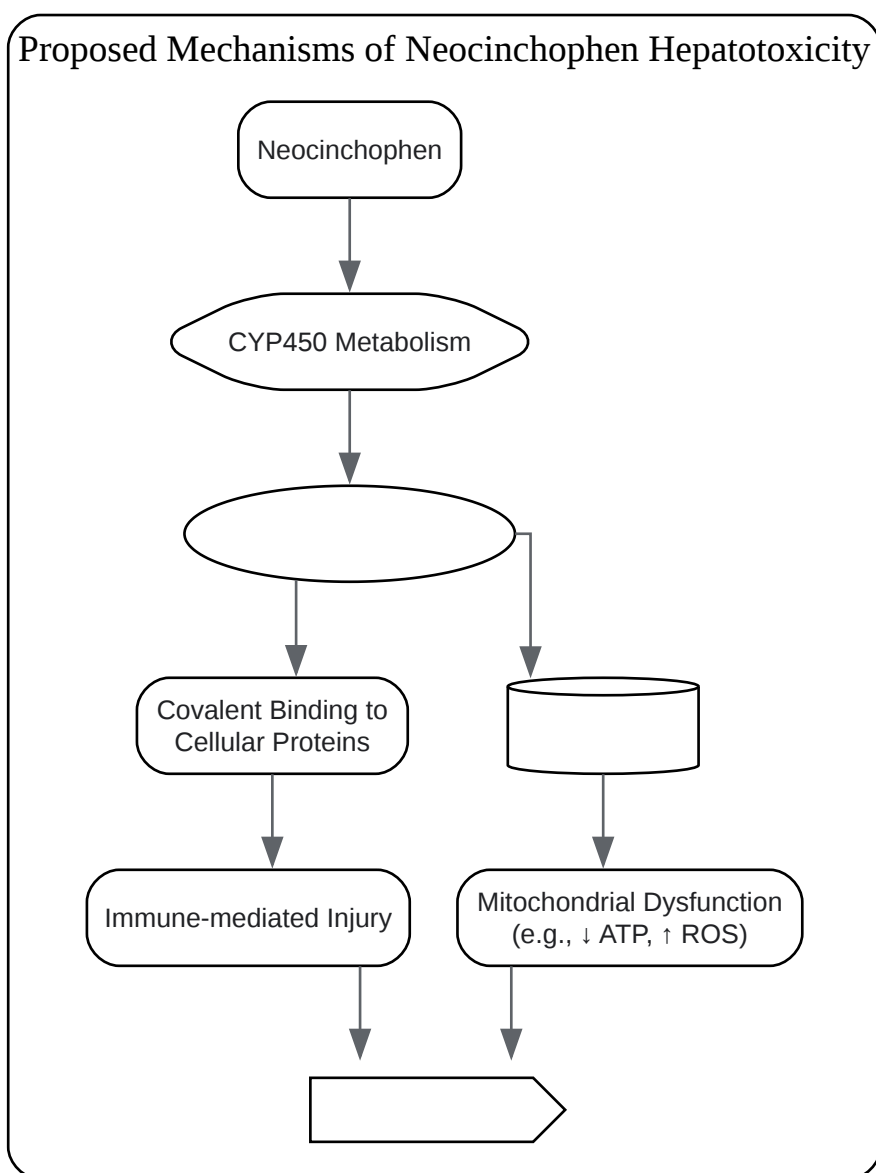 Proposed Mechanisms of Neocinchophen Hepatotoxicity
Neocinchophen
CYP450 Metabolism
Covalent Binding to
Cellular Proteins
Immune-mediated Injury
Mitochondrial Dysfunction
(e.g., ↓ ATP, ↑ ROS)